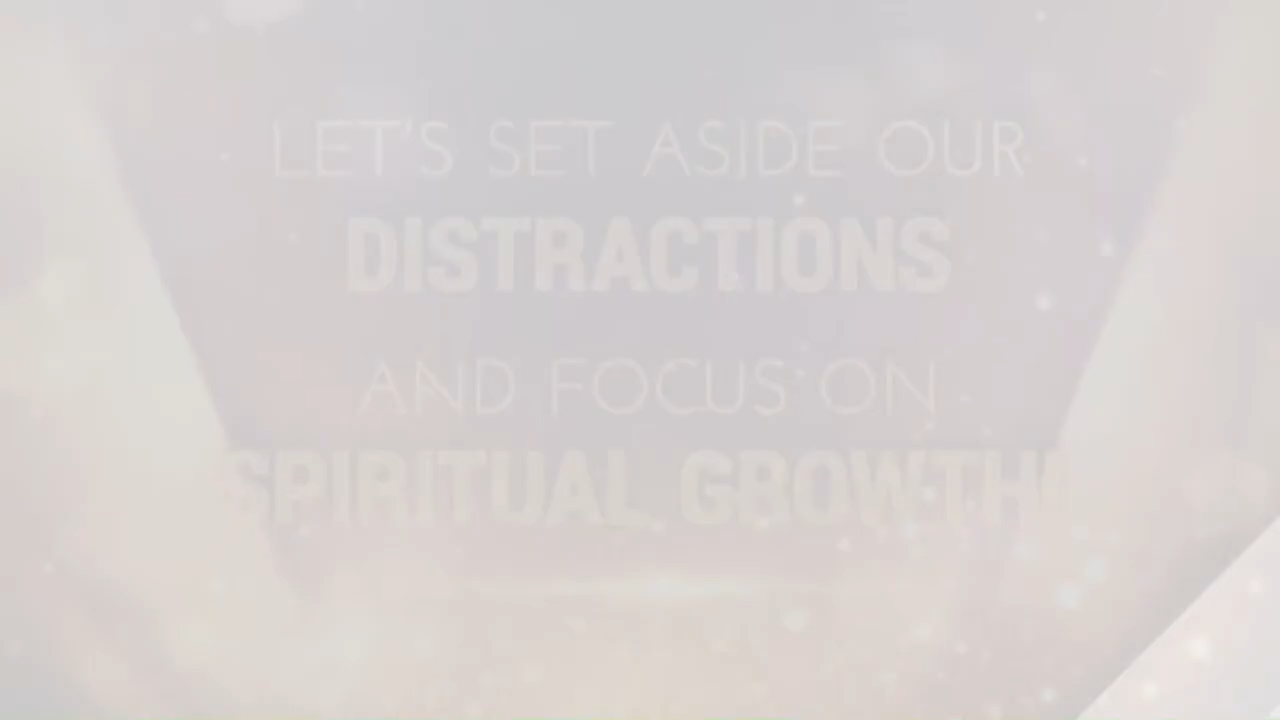 LET'S SET ASIDE OUR
DISTRACTIONS
AND FOCUS ON
SPIRITUAL GROWTH!